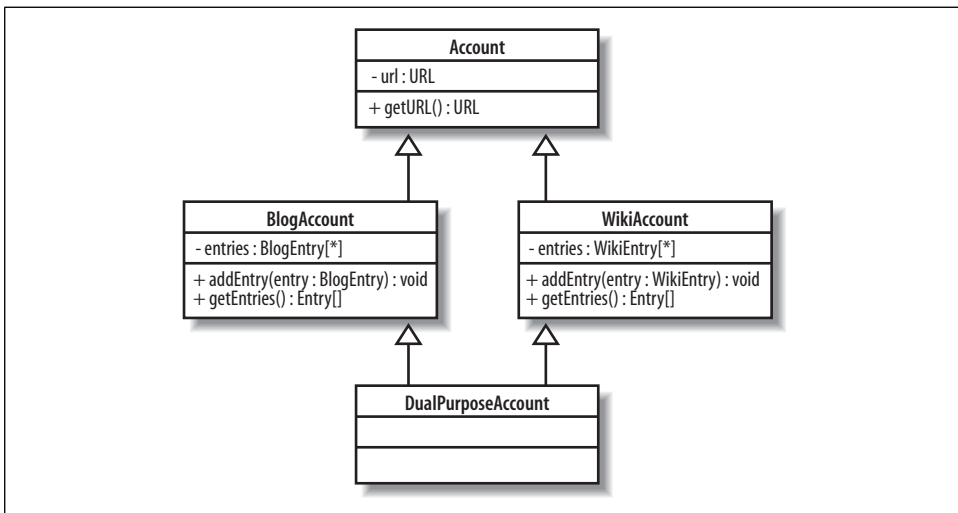 Account
- url : URL
+ getURL() : URL
BlogAccount
- entries : BlogEntry[*]
+ addEntry(entry : BlogEntry) : void
+ getEntries() : Entry[]
WikiAccount
- entries : WikiEntry[*]
+ addEntry(entry : WikiEntry) : void
+ getEntries() : Entry[]
DualPurposeAccount